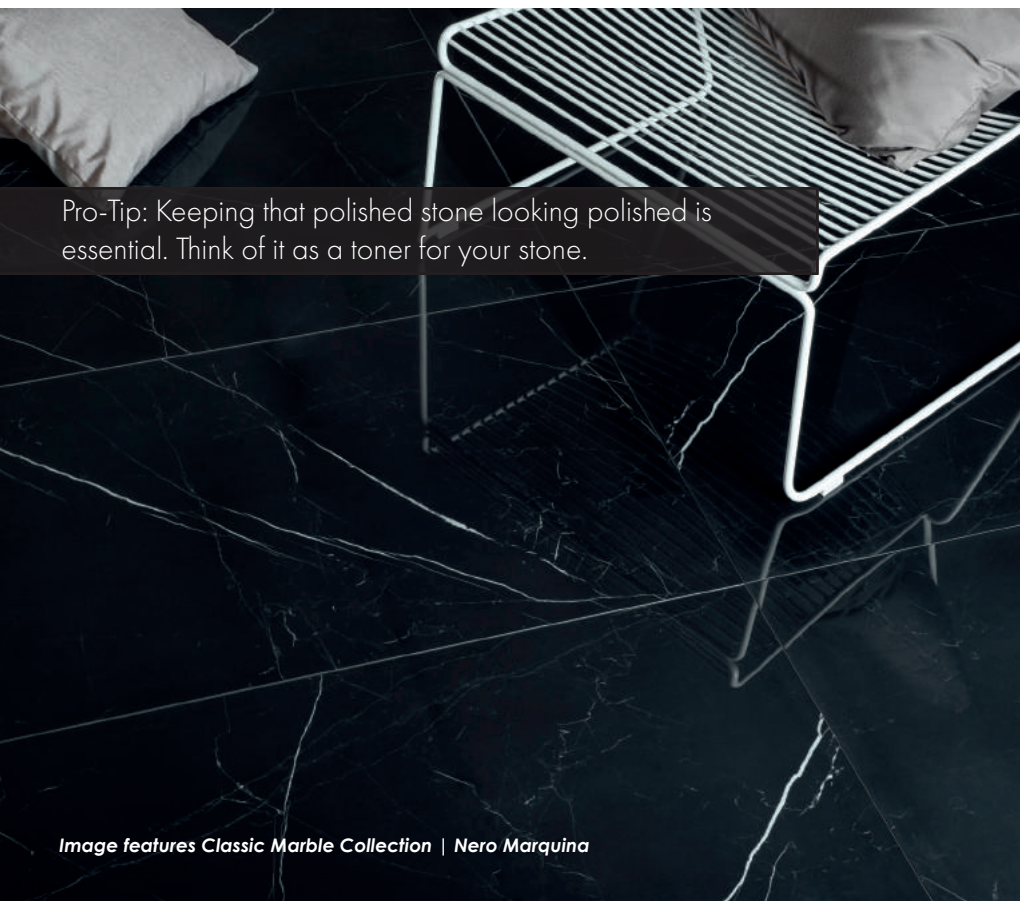 Pro-Tip: Keeping that polished stone looking polished is
essential. Think of it as a toner for your stone.
Image features Classic Marble Collection | Nero Marquina